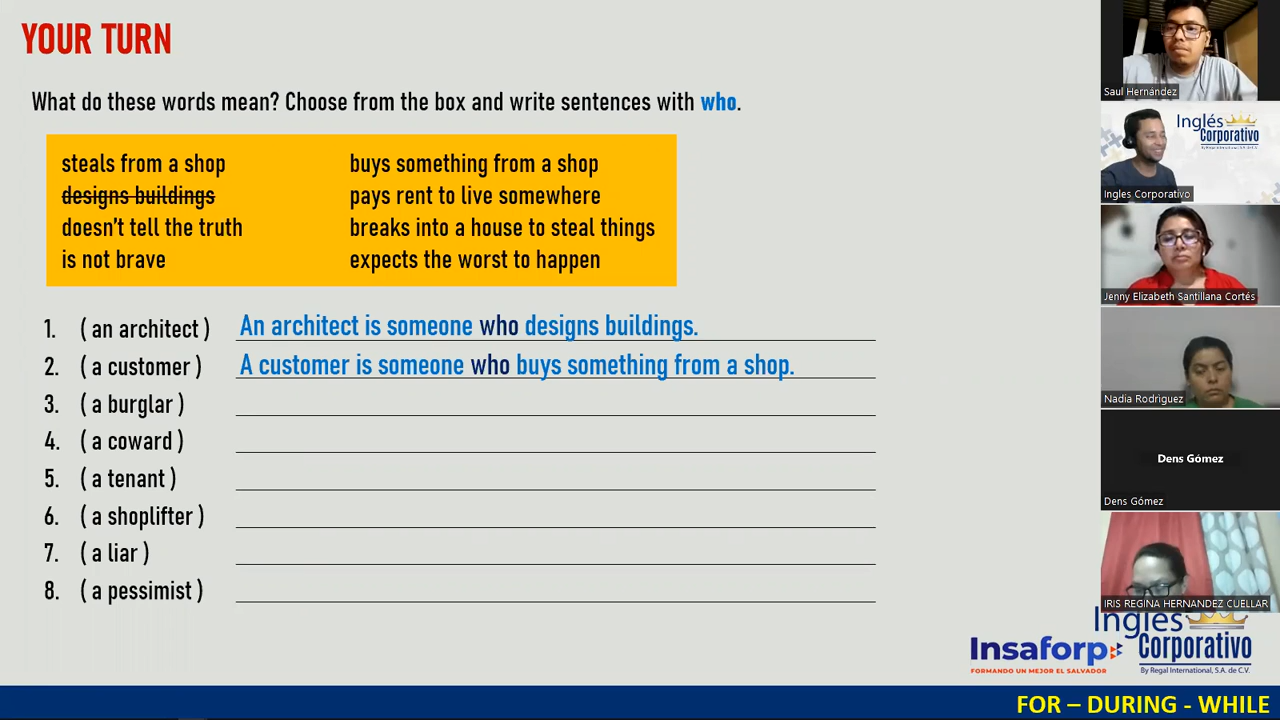 YOUR TURN
What do these words mean? Choose from the box and write sentences with who.
steals from a shop
designs buildings
doesn't tell the truth
is not brave
buys something from a shop
pays rent to live somewhere
breaks into a house to steal things
expects the worst to happen
1. ( an architect ) An architect is someone who designs buildings.
2. ( a customer ) A customer is someone who buys something from a shop.
3. ( a burglar )
4. ( a coward )
5. ( a tenant )
6. ( a shoplifter )
7. ( a liar )
8. ( a pessimist )
Saul Hernández
Inglés
Corporativo
By Regal International, S.A. de C.V.
Ingles Corporativo
Jenny Elizabeth Santillana Cortés
Nadia Rodriguez
Dens Gómez
Dens Gómez
IRIS REGINA HERNANDEZ CUELLAR
Inglés
Corporativo
By Regal International, S.A. de C.V.
Insaforp
FORMANDO UN MEJOR EL SALVADOR
FOR – DURING - WHILE